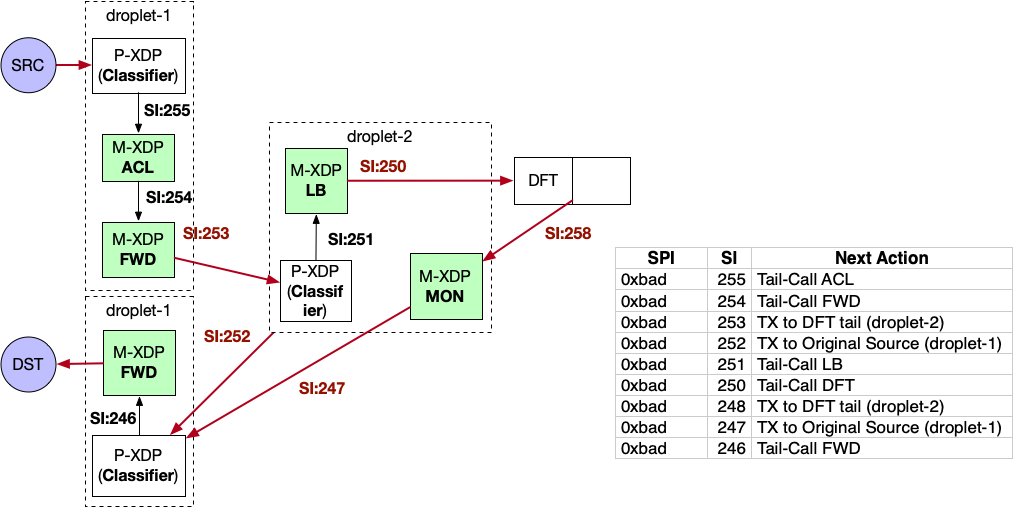 droplet-1
SRC
P-XDP
(Classifier)
SI:255
M-XDP
ACL
SI:254
M-XDP
FWD
SI:253
droplet-2
M-XDP
LB
SI:250
SI:251
P-XDP
(Classif
ier)
M-XDP
MON
DFT
SI:258
droplet-1
DST
M-XDP
FWD
SI:252
SI:247
SI:246
P-XDP
(Classifier)
SPI SI Next Action
0xbad 255 Tail-Call ACL
0xbad 254 Tail-Call FWD
0xbad 253 TX to DFT tail (droplet-2)
0xbad 252 TX to Original Source (droplet-1)
0xbad 251 Tail-Call LB
0xbad 250 Tail-Call DFT
0xbad 248 TX to DFT tail (droplet-2)
0xbad 247 TX to Original Source (droplet-1)
0xbad 246 Tail-Call FWD